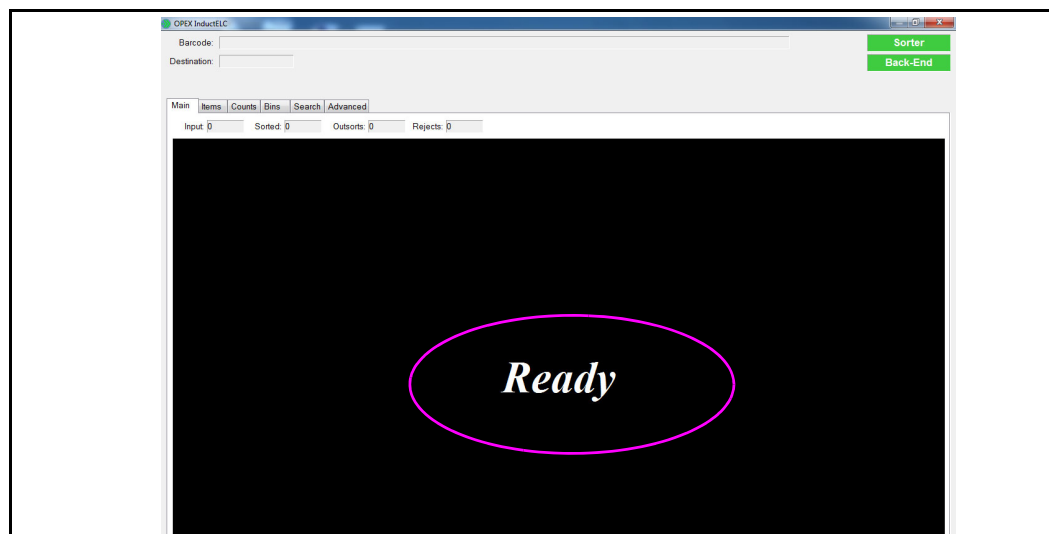 OPEX InductELC
Barcode:
Sorter
Destination:
Back-End
Main Items Counts Bins Search Advanced
Input: 0 Sorted: 0 Outsorts: 0 Rejects: 0
Ready